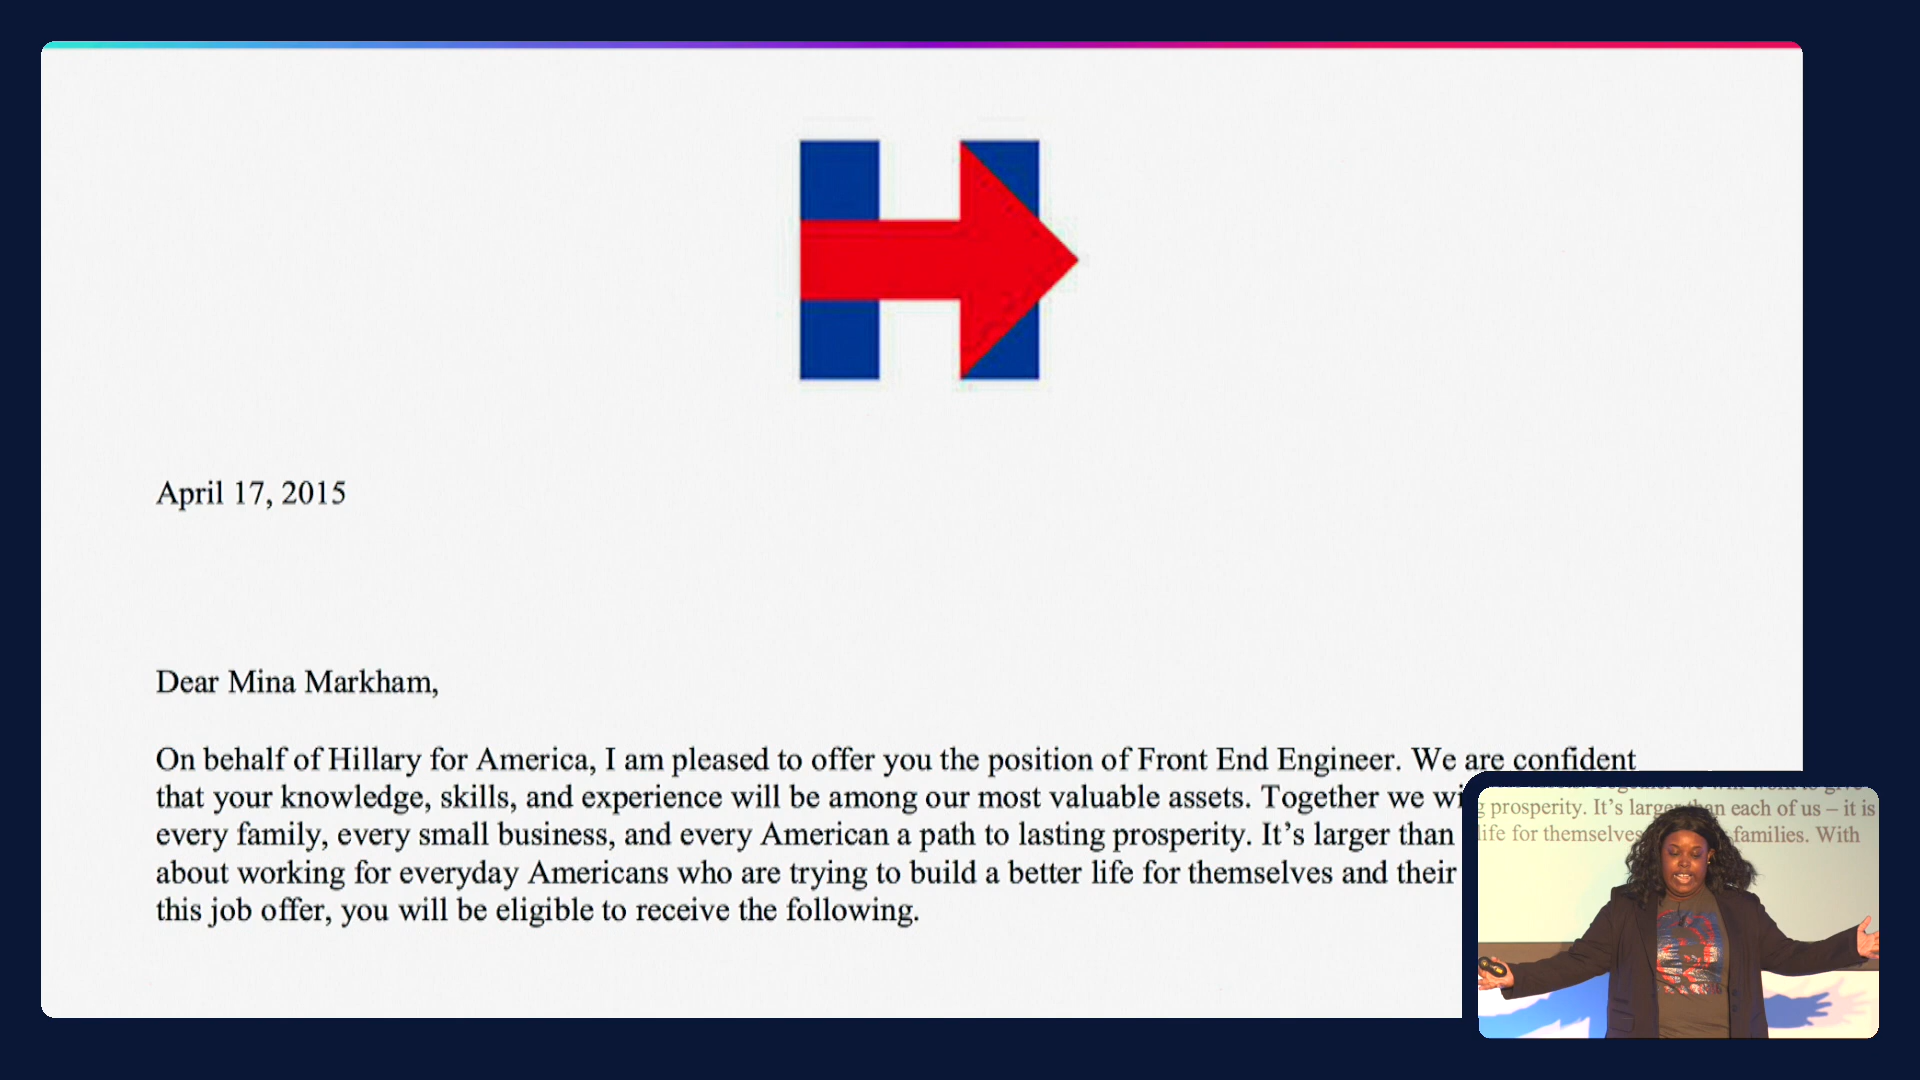 April 17, 2015
Dear Mina Markham,
On behalf of Hillary for America, I am pleased to offer you the position of Front End Engineer. We are confident
that your knowledge, skills, and experience will be among our most valuable assets. Together we
every family, every small business, and every American a path to lasting prosperity. It’s larger than
about working for everyday Americans who are trying to build a better life for themselves and their
this job offer, you will be eligible to receive the following.
prosperity. It’s larger than each of us – it is
life for themselves families. With